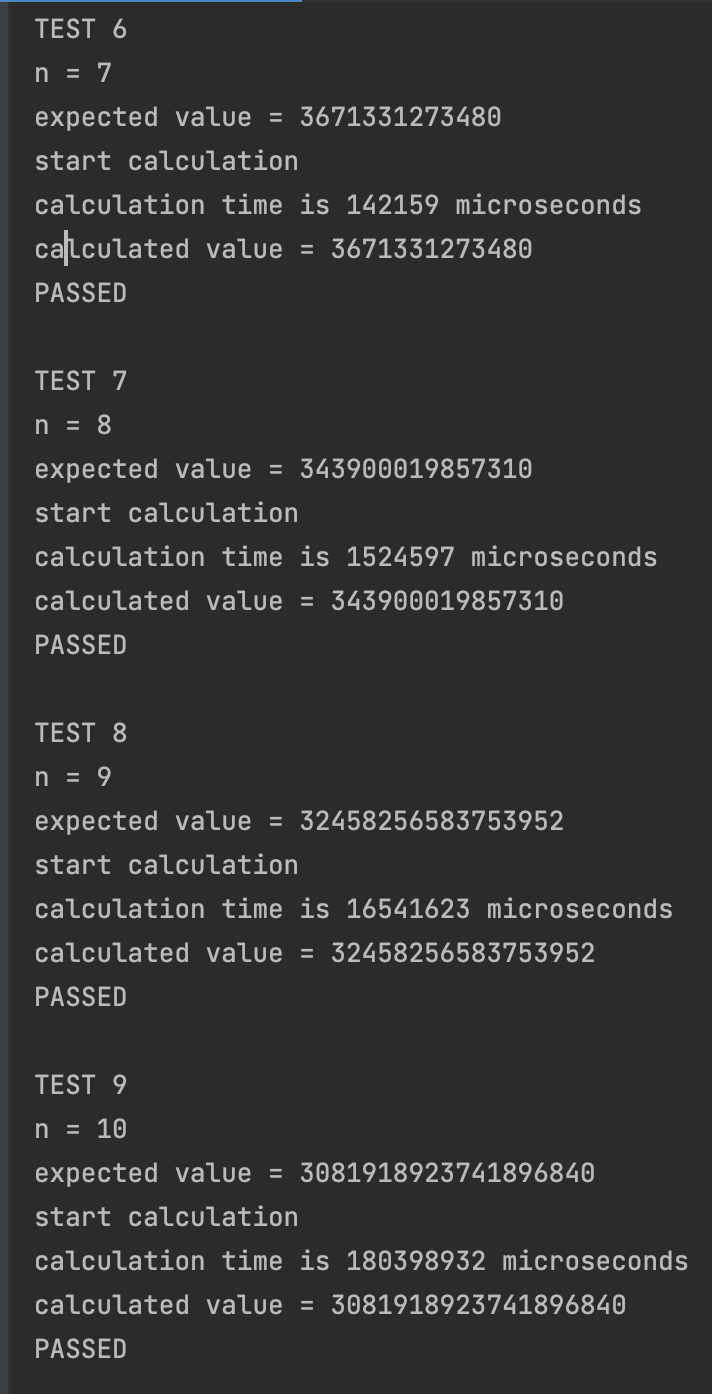 TEST 6
n = 7
expected value = 3671331273480
start calculation
calculation time is 142159 microseconds
calculated value = 3671331273480
PASSED
TEST 7
n = 8
expected value = 343900019857310
start calculation
calculation time is 1524597 microseconds
calculated value = 343900019857310
PASSED
TEST 8
n = 9
expected value = 32458256583753952
start calculation
calculation time is 16541623 microseconds
calculated value = 32458256583753952
PASSED
TEST 9
n = 10
expected value = 3081918923741896840
start calculation
calculation time is 180398932 microseconds
calculated value = 3081918923741896840
PASSED